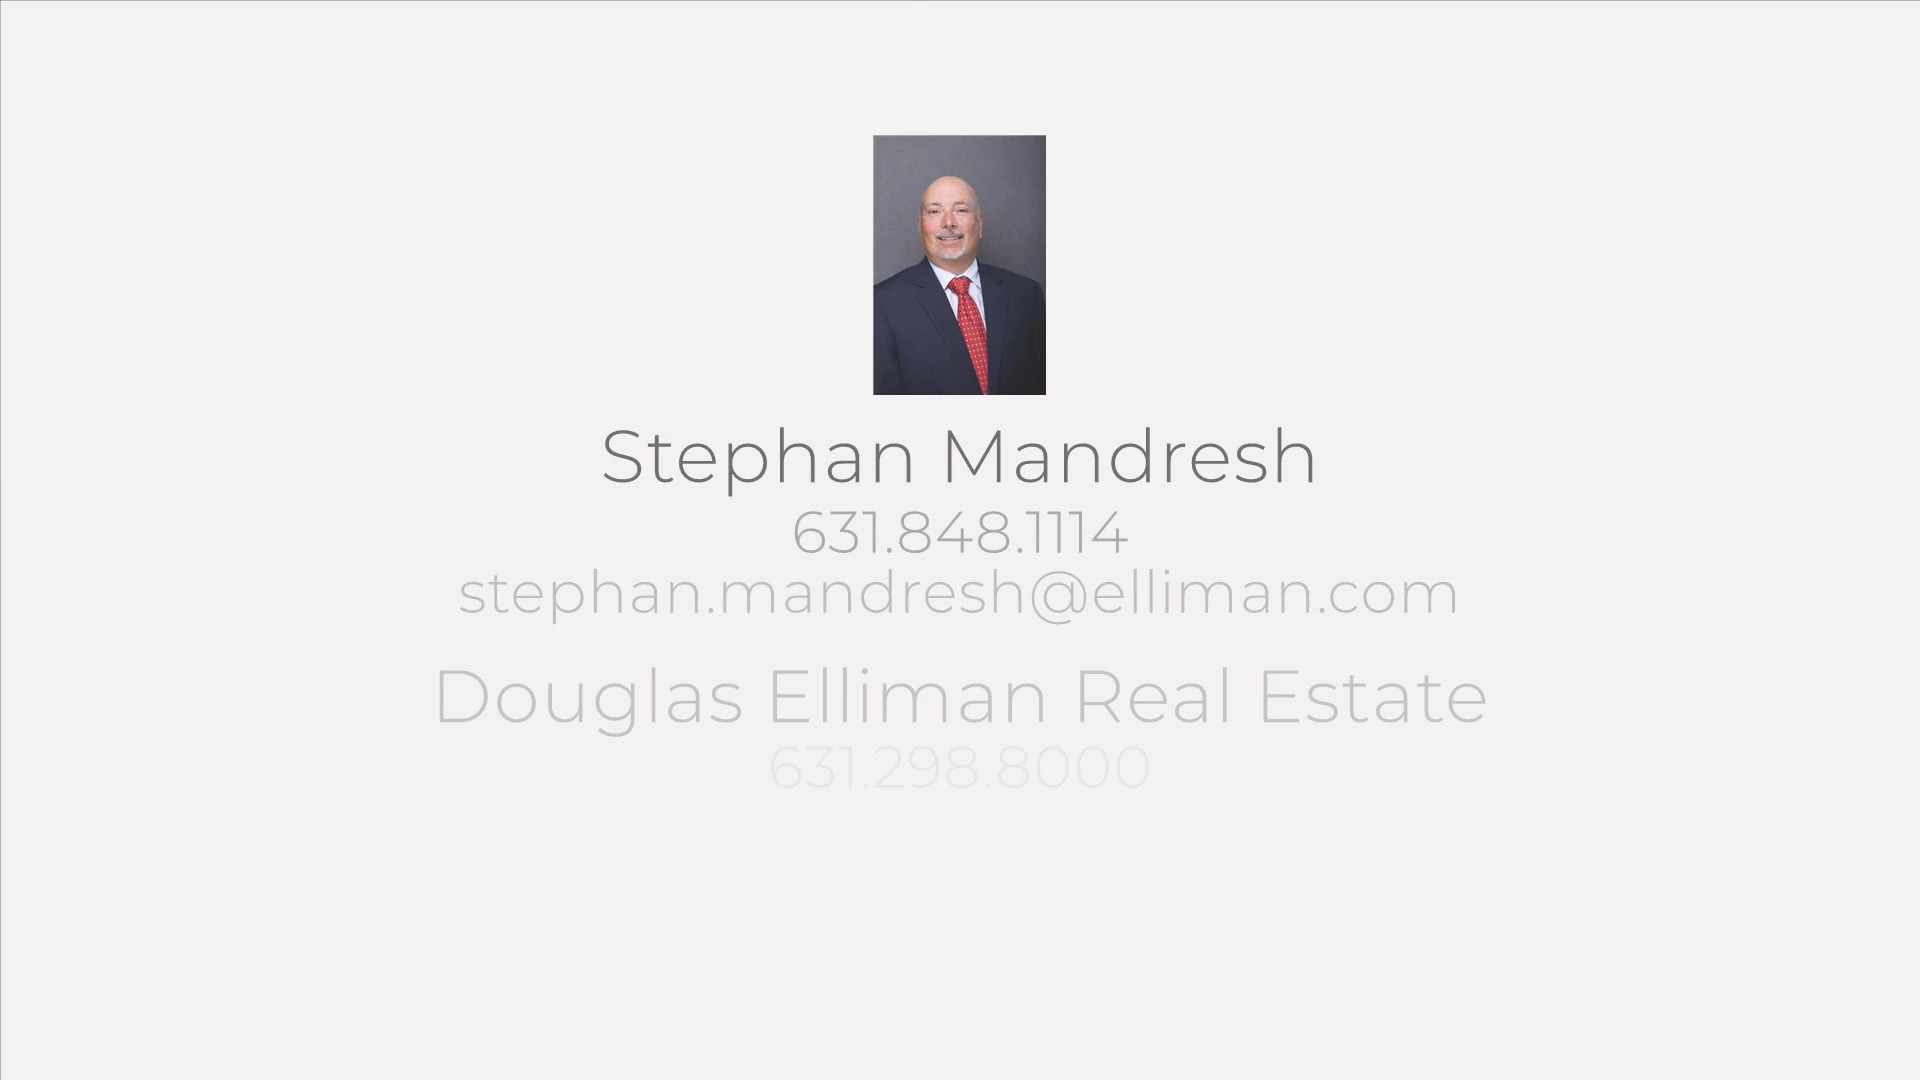 Stephan Mandresh
631.848.1114
stephan.mandresh@elliman.com
Douglas Elliman Real Estate
631.298.8000